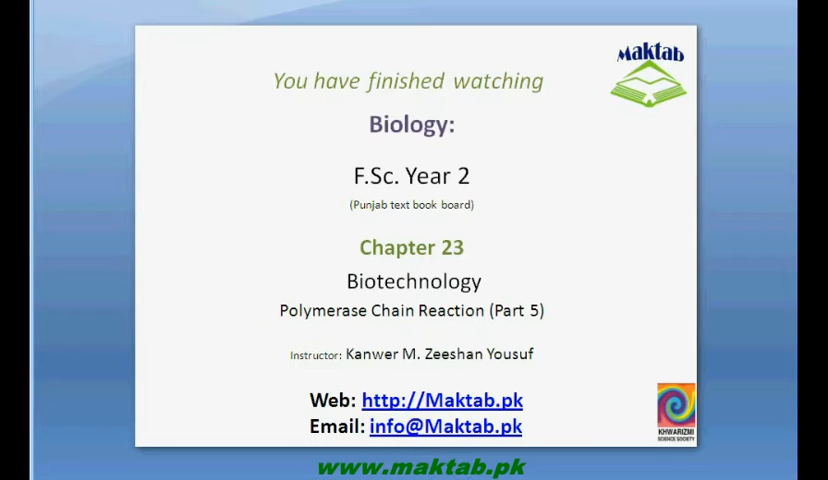 Maktab
You have finished watching
Biology:
F.Sc. Year 2
(Punjab text book board)
Chapter 23
Biotechnology
Polymerase Chain Reaction (Part 5)
Instructor: Kanwer M. Zeeshan Yousuf
Web: http://Maktab.pk
Email: info@Maktab.pk
KHWARIZMI
SCIENCE SOCIETY
www.maktab.pk